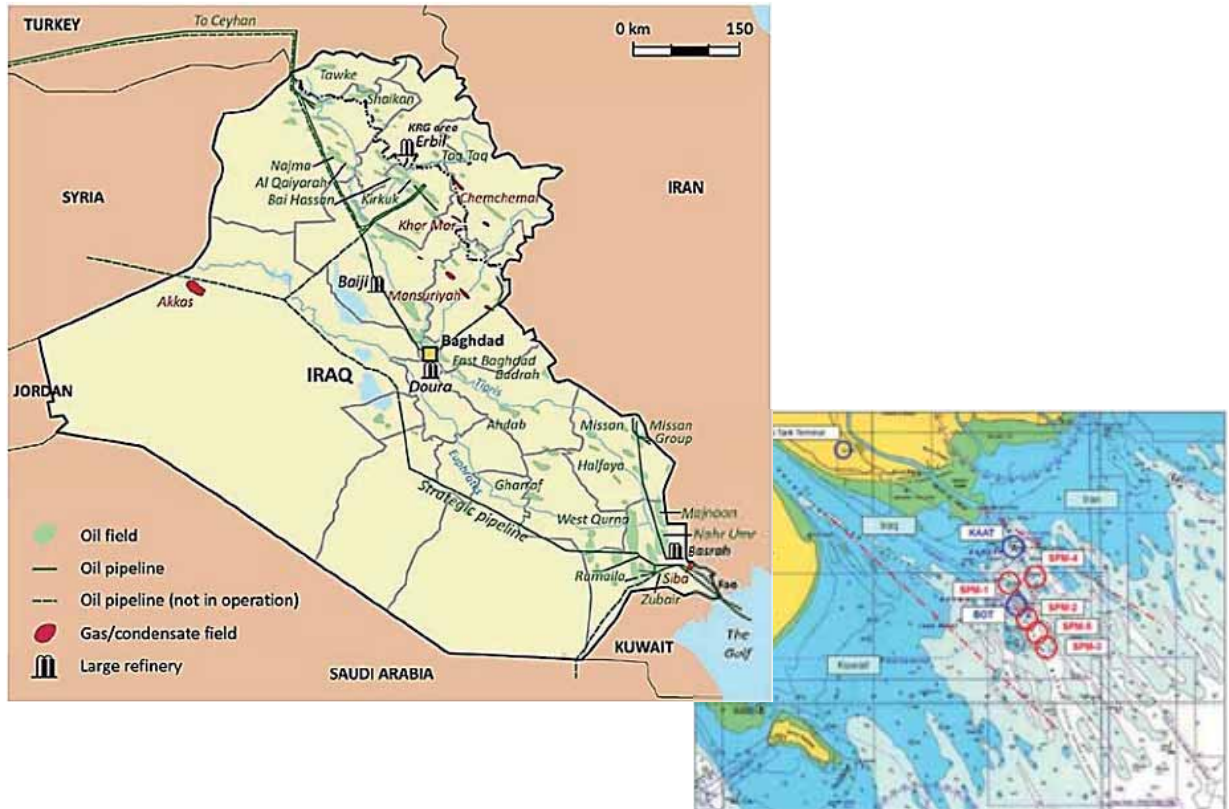 TURKEY
To Ceyhan
0 km 150
Tawke
Shaikan
KRG area
Erbil
Taq Taq
Najma
Al Qaiyarah
Bai Hassan
Kirkuk
Chemchemal
Khor Mor
SYRIA
IRAN
Akkas
Baiji
Mansuriyah
Baghdad
East Baghdad
Badrah
IRAQ
Doura
Tigris
JORDAN
Ahdab
Missan
Missan
Group
Halfaya
Euphrates
Gharraf
Strategic pipeline
West Qurna
Majnoon
Nahr Umr
Basrah
Rumaila
Siba
Fao
Zubair
KUWAIT
The
Gulf
SAUDI ARABIA
Oil field
Oil pipeline
Oil pipeline (not in operation)
Gas/condensate field
Large refinery
Tank Terminal
Iraq
Iran
KAAT
SPM-4
SPM-1
SPM-2
BOT
SPM-3
Kuwait